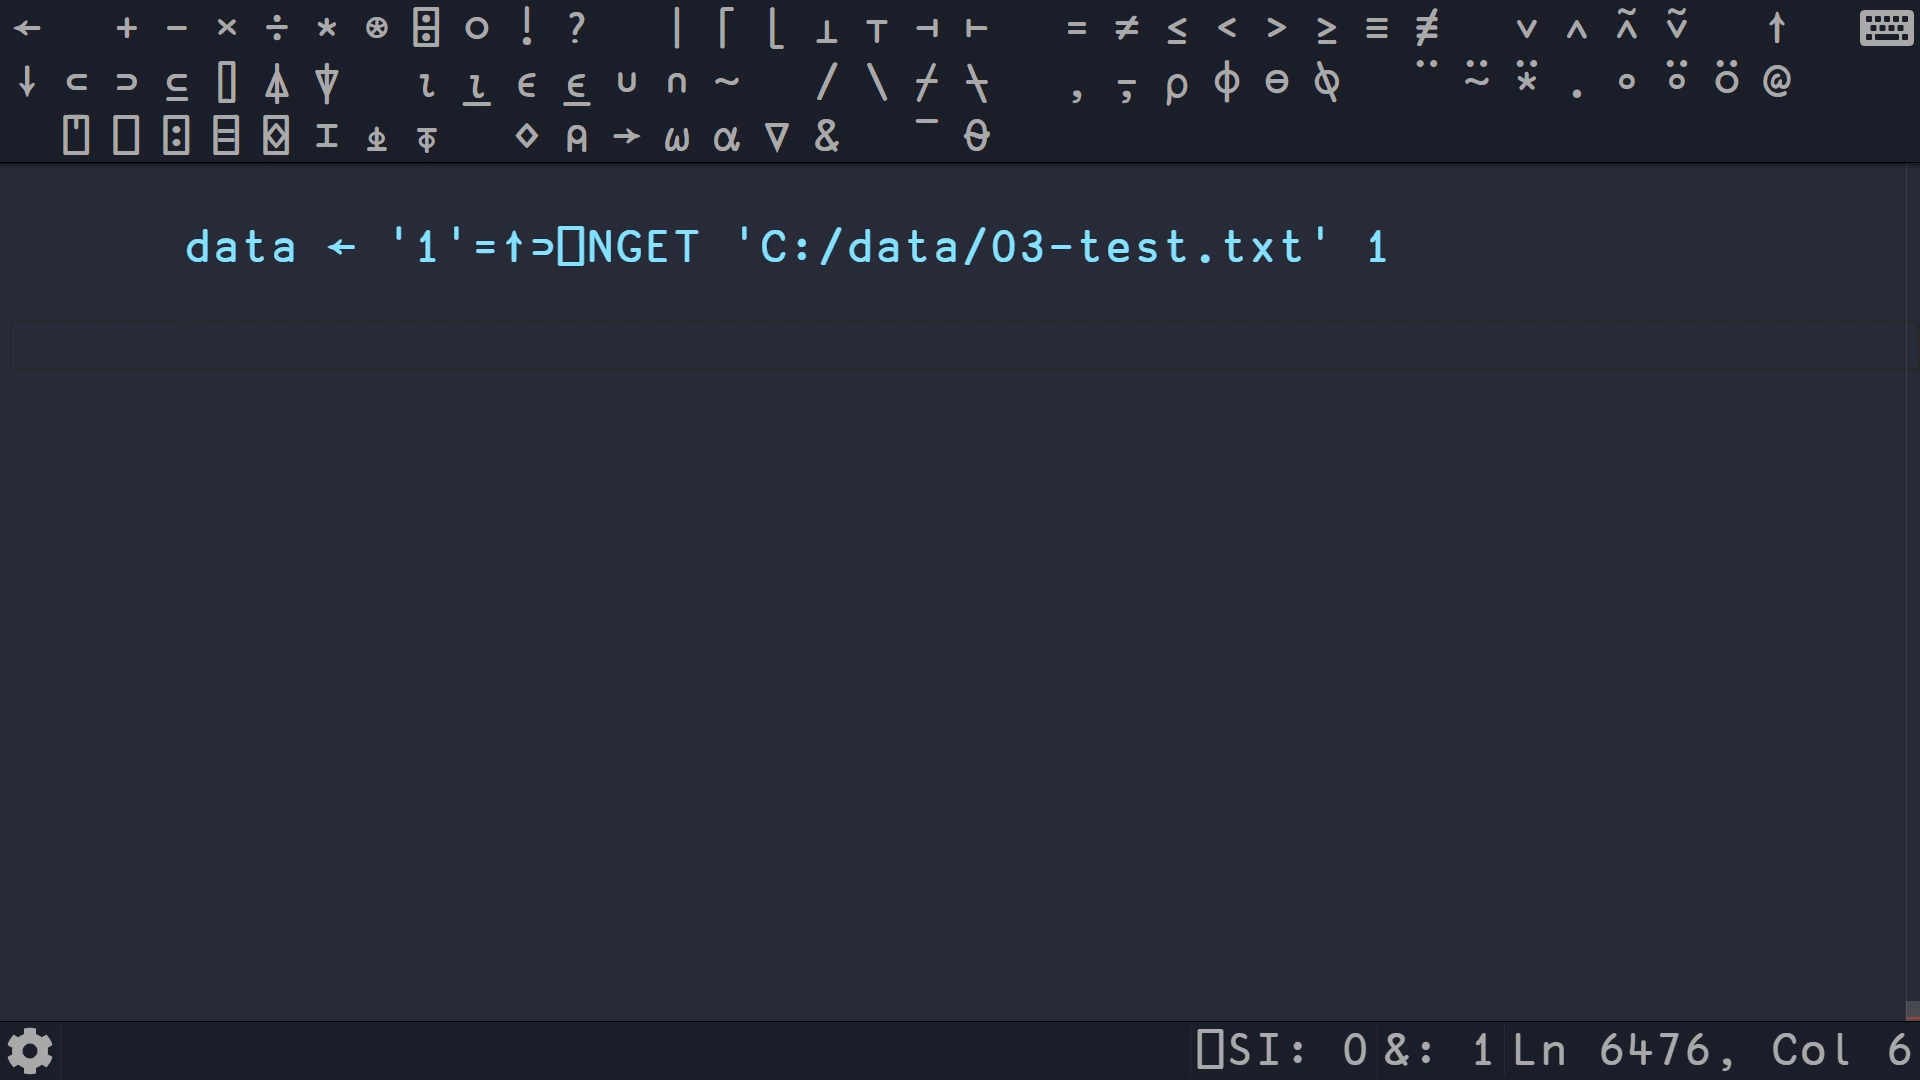 ← + - × ÷ * ⍟ ⌹ ○ ! ? | ⌈ ⌊ ⊥ ⊤ ⊣ ⊢ = ≠ ≤ < > ≥ ≡ ≢ ∨ ∧ ⍲ ⍱ ↑
↓ ⊂ ⊃ ⊆ ⌷ ⍋ ⍒ ⍳ ⍸ ∊ ⍷ ∪ ∩ ~ / \ ⌿ ⍀ , ⍪ ⍴ ⌽ ⊖ ⍉ ¨ ⍨ ⍣ . ∘ ⍤ ⍥ @
⍞ ⎕ ⍠ ⌸ ⌺ ⌶ ⍎ ⍕ ⋄ ⍝ → ⍵ ⍺ ∇ & ¯ ⍬
data ← '1'=↑⊃⎕NGET 'C:/data/03-test.txt' 1
⎕SI: 0 &: 1 Ln 6476, Col 6